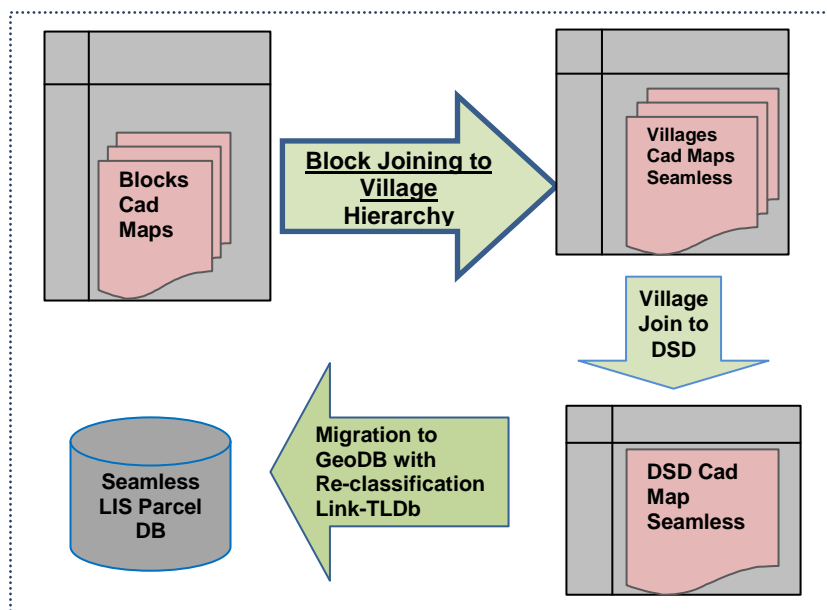 Blocks
Cad
Maps
Block Joining to
Village
Hierarchy
Villages
Cad Maps
Seamless
Village
Join to
DSD
DSD Cad
Map
Seamless
Migration to
GeoDB with
Re-classification
Link-TLDb
Seamless
LIS Parcel
DB